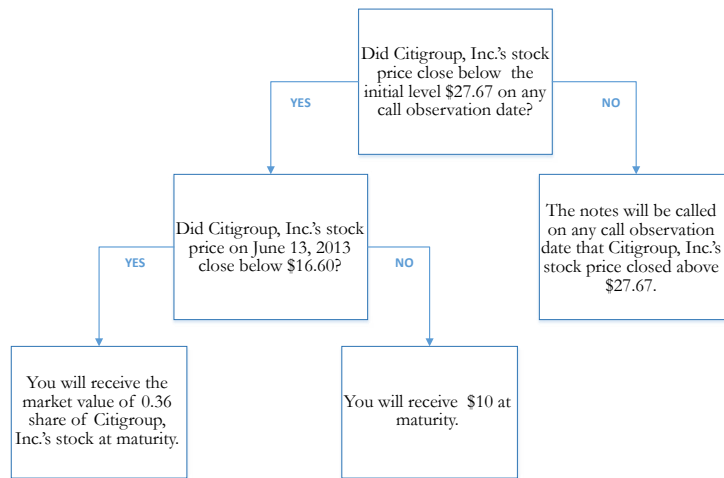 Did Citigroup, Inc.'s stock
price close below the
initial level $27.67 on any
call observation date?
YES
NO
Did Citigroup, Inc.'s stock
price on June 13, 2013
close below $16.60?
The notes will be called
on any call observation
date that Citigroup, Inc.'s
stock price closed above
$27.67.
YES
NO
You will receive the
market value of 0.36
share of Citigroup,
Inc.'s stock at maturity.
You will receive $10 at
maturity.